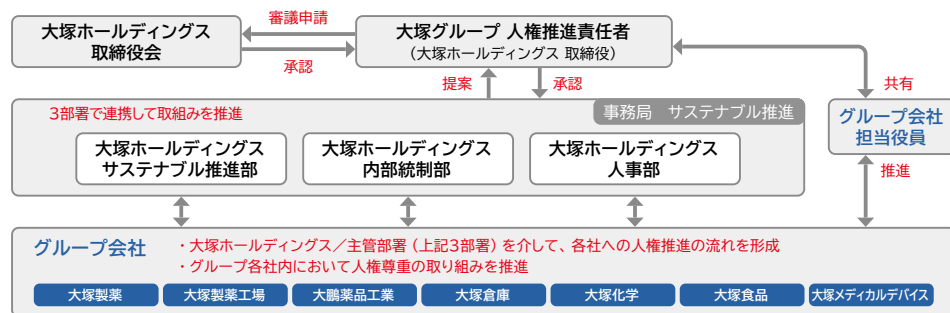 大塚ホールディングス
取締役会
審議申請
承認
大塚グループ 人権推進責任者
（大塚ホールディングス 取締役）
提案
承認
共有
3部署で連携して取組みを推進
事務局 サステナブル推進
大塚ホールディングス
サステナブル推進部
大塚ホールディングス
内部統制部
大塚ホールディングス
人事部
グループ会社
担当役員
推進
グループ会社
・大塚ホールディングス／主管部署（上記3部署）を介して、各社への人権推進の流れを形成
・グループ各社内において人権尊重の取り組みを推進
大塚製薬
大塚製薬工場
大鵬薬品工業
大塚倉庫
大塚化学
大塚食品
大塚メディカルデバイス